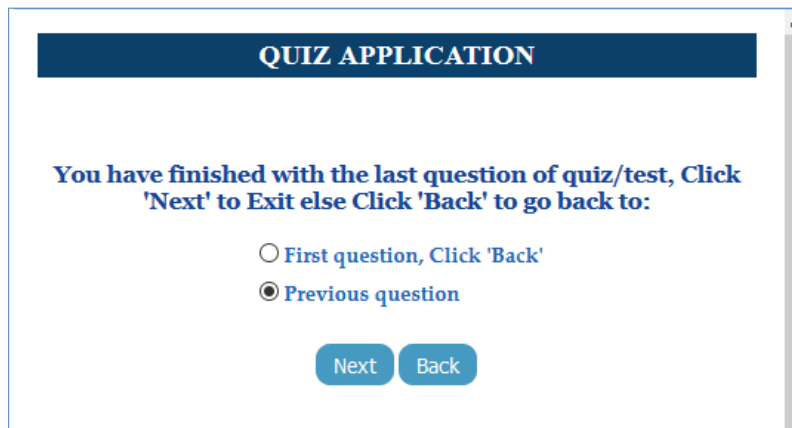 QUIZ APPLICATION
You have finished with the last question of quiz/test, Click
'Next' to Exit else Click 'Back' to go back to:
First question, Click 'Back'
Previous question
Next Back